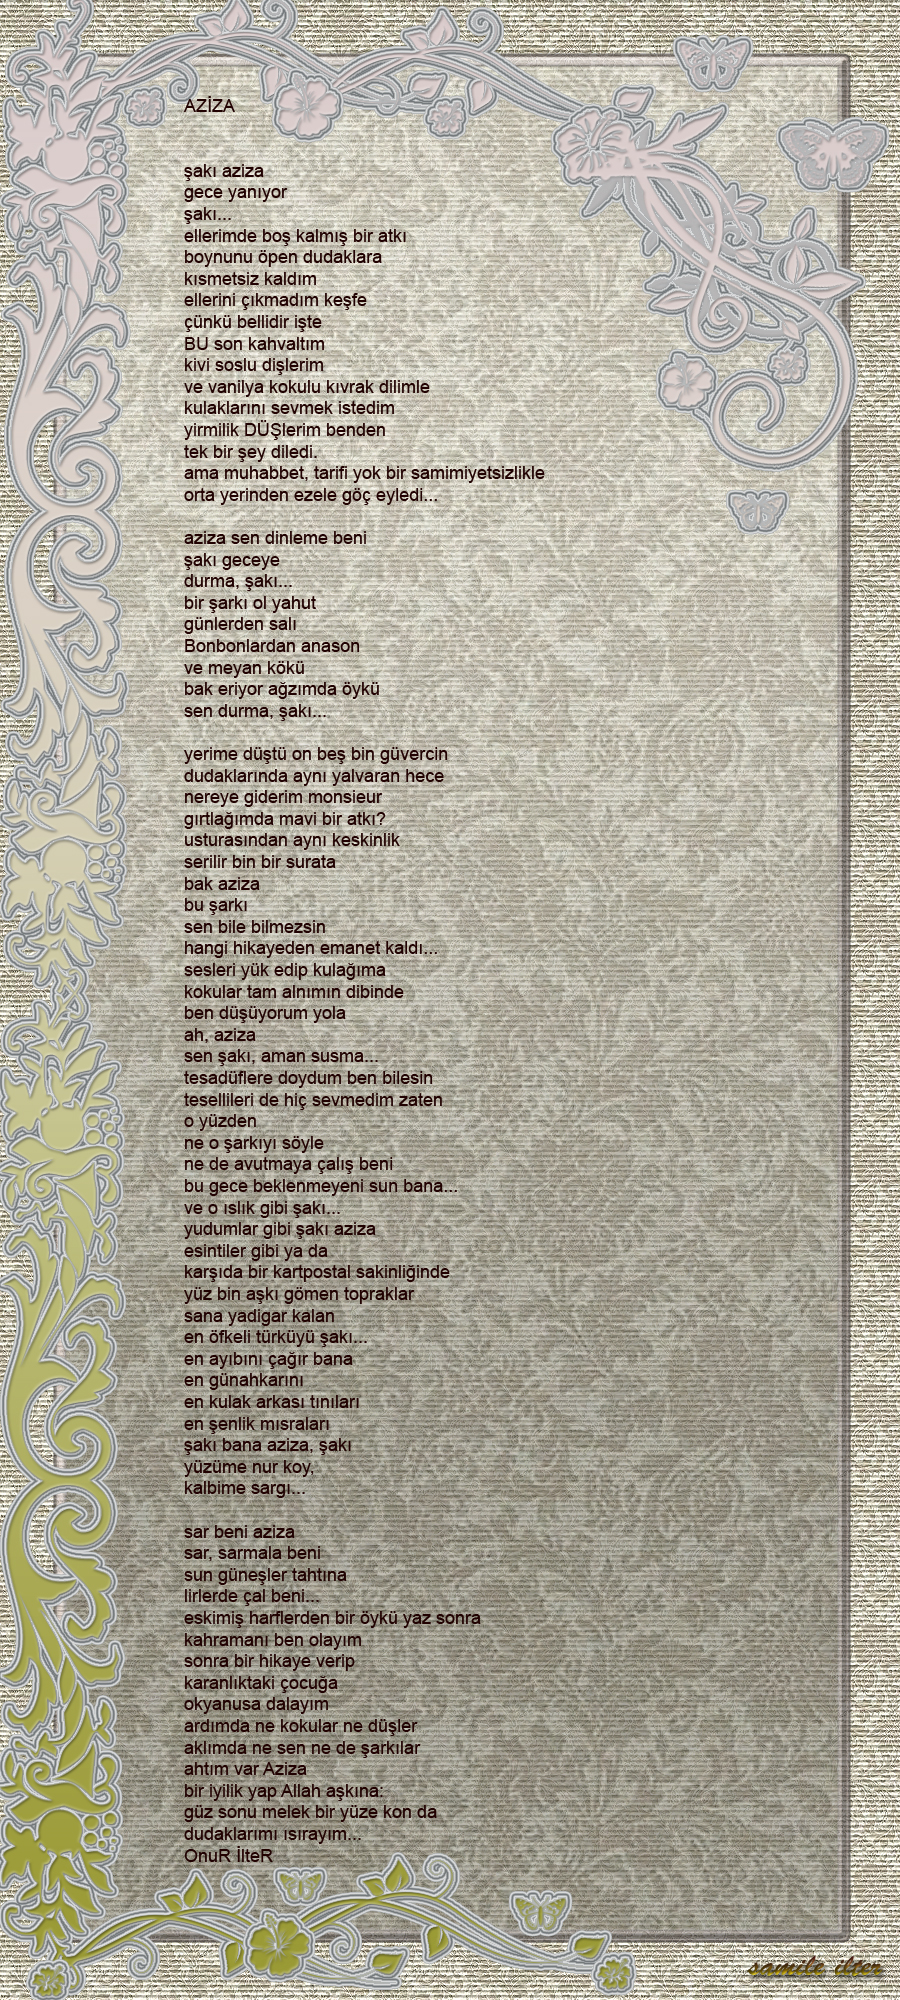 AZİZA
şakı aziza
gece yanıyor
şakı...
ellerimde boş kalmış bir atkı
boynunu öpen dudaklara
kısmetsiz kaldım
ellerini çıkmadım keşfe
çünkü bellidir işte
BU son kahvaltım
kivi soslu dişlerim
ve vanilya kokulu kıvrak dilimle
kulaklarını sevmek istedim
yirmilik DÜŞlerim benden
tek bir şey diledi.
ama muhabbet, tarifi yok bir samimiyetsizlikle
orta yerinden ezele göç eyledi...
aziza sen dinleme beni
şakı geceye
durma, şakı...
bir şarkı ol yahut
günlerden salı
Bonbonlardan anason
ve meyan kökü
bak eriyor ağzımda öykü
sen durma, şakı...
yerime düştü on beş bin güvercin
dudaklarında aynı yalvaran hece
nereye giderim monsieur
gırtlağımda mavi bir atkı?
usturasından aynı keskinlik
serilir bin bir surata
bak aziza
bu şarkı
sen bile bilmezsin
hangi hikayeden emanet kaldı...
sesleri yük edip kulağıma
kokular tam alnımın dibinde
ben düşüyorum yola
ah, aziza
sen şakı, aman susma...
tesadüflere doydum ben bilesin
tesellileri de hiç sevmedim zaten
o yüzden
ne o şarkıyı söyle
ne de avutmaya çalış beni
bu gece beklenmeyeni sun bana...
ve o ıslık gibi şakı...
yudumlar gibi şakı aziza
esintiler gibi ya da
karşıda bir kartpostal sakinliğinde
yüz bin aşkı gömen topraklar
sana yadigar kalan
en öfkeli türküyü şakı...
en ayıbını çağır bana
en günahkarını
en kulak arkası tınıları
en şenlik mısraları
şakı bana aziza, şakı
yüzüme nur koy,
kalbime sargı...
sar beni aziza
sar, sarmala beni
sun güneşler tahtına
lirlerde çal beni...
eskimiş harflerden bir öykü yaz sonra
kahramanı ben olayım
sonra bir hikaye verip
karanlıktaki çocuğa
okyanusa dalayım
ardımda ne kokular ne düşler
aklımda ne sen ne de şarkılar
ahtım var Aziza
bir iyilik yap Allah aşkına:
güz sonu melek bir yüze kon da
dudaklarımı ısırayım...
OnuR İlteR
samile ilter